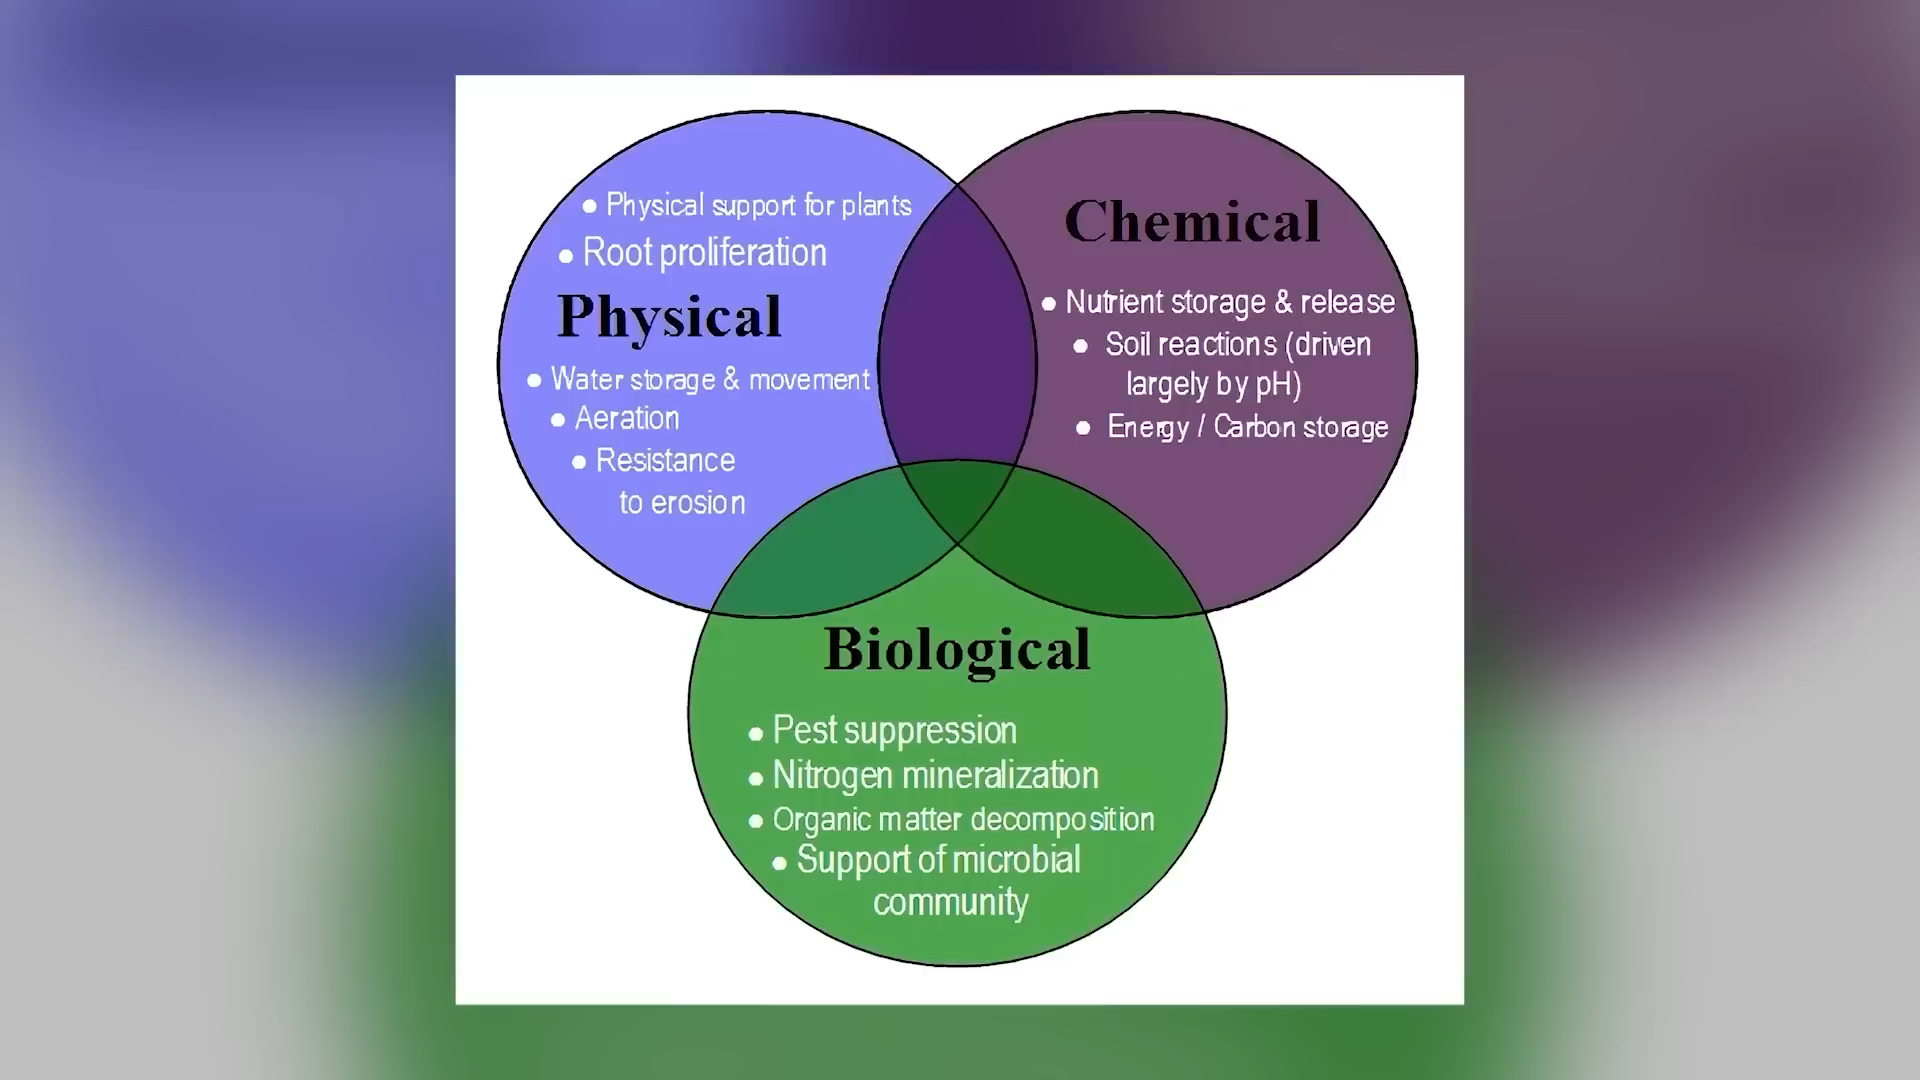 ● Physical support for plants
● Root proliferation
Physical
● Water storage & movement
● Aeration
● Resistance
to erosion
Chemical
● Nutrient storage & release
● Soil reactions (driven
largely by pH)
● Energy / Carbon storage
Biological
● Pest suppression
● Nitrogen mineralization
● Organic matter decomposition
● Support of microbial
community